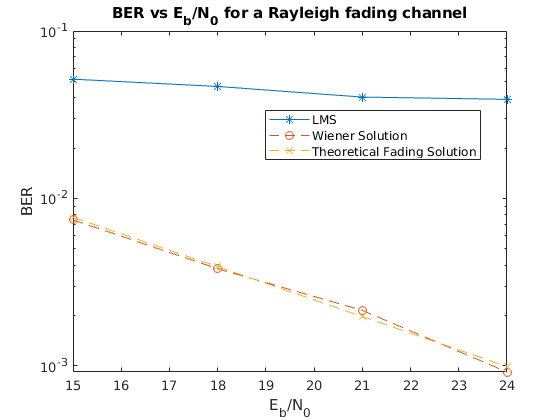 BER vs E_b/N_0 for a Rayleigh fading channel
10^-1
LMS
Wiener Solution
Theoretical Fading Solution
10^-2
BER
10^-3
15 16 17 18 19 20 21 22 23 24
E_b/N_0